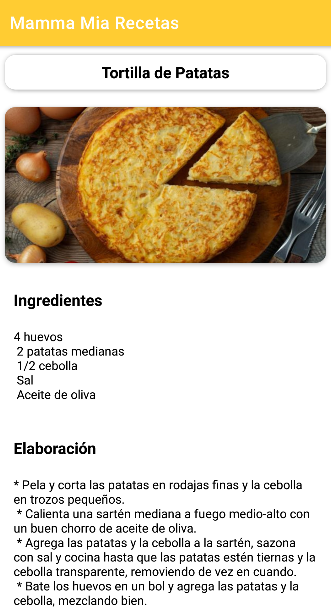 Mamma Mia Recetas
Tortilla de Patatas
Ingredientes
4 huevos
2 patatas medianas
1/2 cebolla
Sal
Aceite de oliva
Elaboración
* Pela y corta las patatas en rodajas finas y la cebolla
en trozos pequeños.
* Calienta una sartén mediana a fuego medio-alto con
un buen chorro de aceite de oliva.
* Agrega las patatas y la cebolla a la sartén, sazona
con sal y cocina hasta que las patatas estén tiernas y la
cebolla transparente, removiendo de vez en cuando.
* Bate los huevos en un bol y agrega las patatas y la
cebolla, mezclando bien.